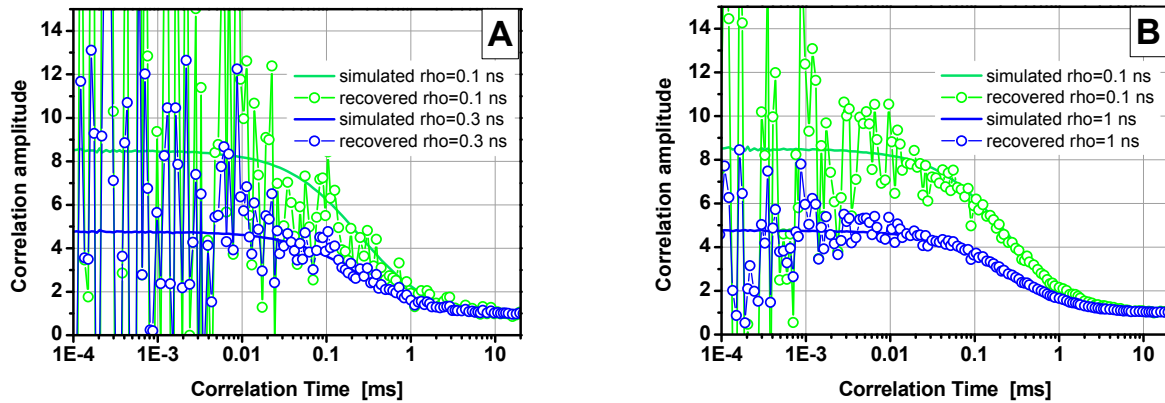 A
simulated rho=0.1 ns
recovered rho=0.1 ns
simulated rho=0.3 ns
recovered rho=0.3 ns
Correlation amplitude
14
12
10
8
6
4
2
0
1E-4 1E-3 0.01 0.1 1 10
Correlation Time [ms]
B
simulated rho=0.1 ns
recovered rho=0.1 ns
simulated rho=1 ns
recovered rho=1 ns
Correlation amplitude
14
12
10
8
6
4
2
0
1E-4 1E-3 0.01 0.1 1 10
Correlation Time [ms]